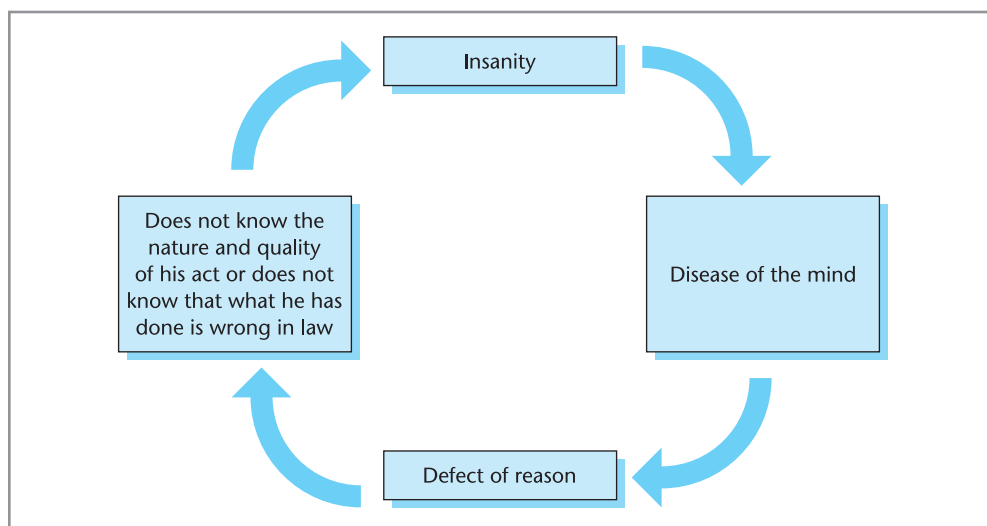 Insanity
Disease of the mind
Defect of reason
Does not know the
nature and quality
of his act or does not
know that what he has
done is wrong in law